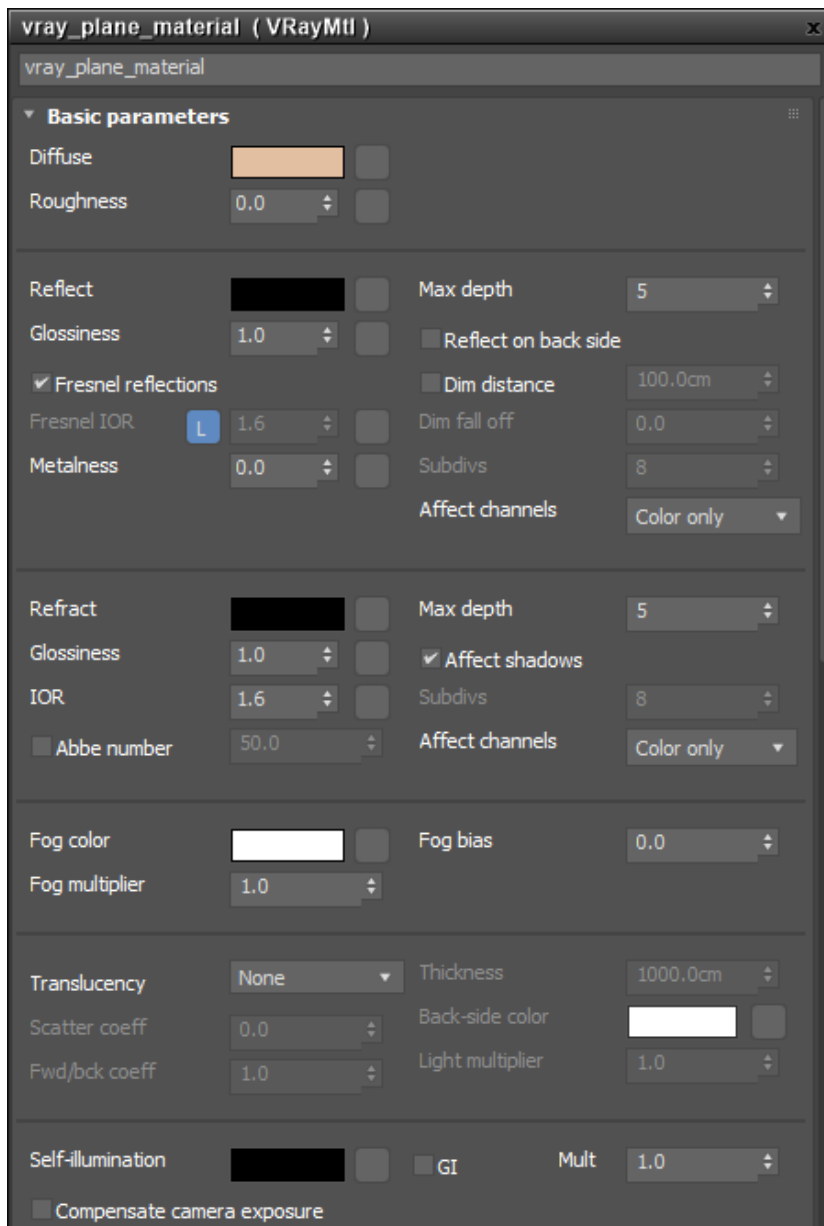 vray_plane_material ( VRayMtl ) x
vray_plane_material
Basic parameters
Diffuse
Roughness 0.0
Reflect Max depth 5
Glossiness 1.0 Reflect on back side
Fresnel reflections Dim distance 100.0cm
Fresnel IOR L 1.6 Dim fall off 0.0
Metalness 0.0 Subdivs 8
Affect channels Color only
Refract Max depth 5
Glossiness 1.0 Affect shadows
IOR 1.6 Subdivs 8
Abbe number 50.0 Affect channels Color only
Fog color Fog bias 0.0
Fog multiplier 1.0
Translucency None Thickness 1000.0cm
Scatter coeff 0.0 Back-side color
Fwd/bck coeff 1.0 Light multiplier 1.0
Self-illumination GI Mult 1.0
Compensate camera exposure